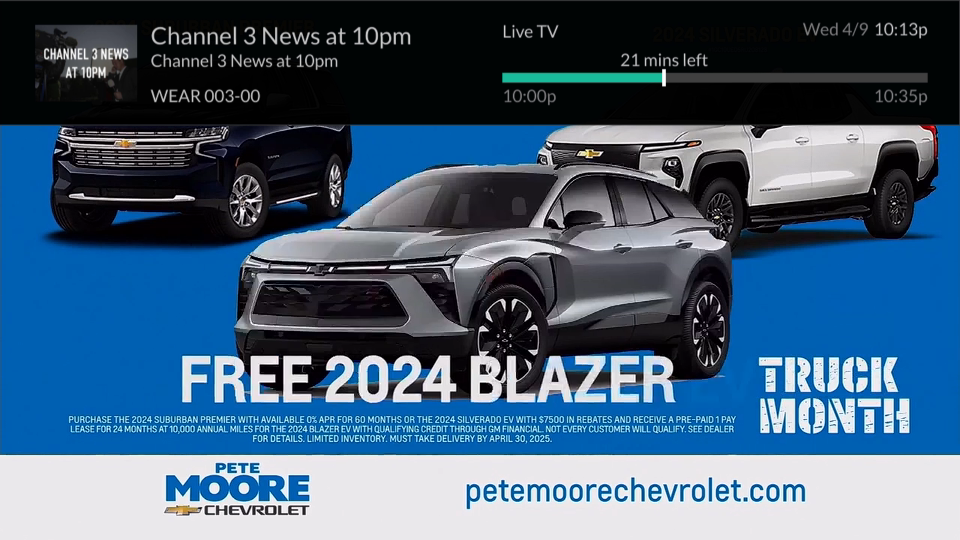 CHANNEL 3 NEWS
AT 10PM
Channel 3 News at 10pm
Channel 3 News at 10pm
WEAR 003-00
Live TV
Wed 4/9 10:13p
21 mins left
10:00p
10:35p
FREE 2024 BLAZER
TRUCK
MONTH
PURCHASE THE 2024 SUBURBAN PREMIER WITH AVAILABLE 0% APR FOR 60 MONTHS OR THE 2024 SILVERADO EV WITH $7500 IN REBATES AND RECEIVE A PRE-PAID 1 PAY
LEASE FOR 24 MONTHS AT 10,000 ANNUAL MILES FOR THE 2024 BLAZER EV WITH QUALIFYING CREDIT THROUGH GM FINANCIAL. NOT EVERY CUSTOMER WILL QUALIFY. SEE DEALER
FOR DETAILS. LIMITED INVENTORY. MUST TAKE DELIVERY BY APRIL 30, 2025.
PETE
MOORE
CHEVROLET
petemoorechevrolet.com